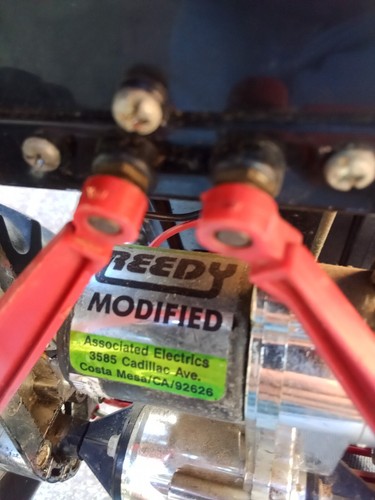 REEDY
MODIFIED
Associated Electrics
3585 Cadillac Ave.
Costa Mesa/CA/92626